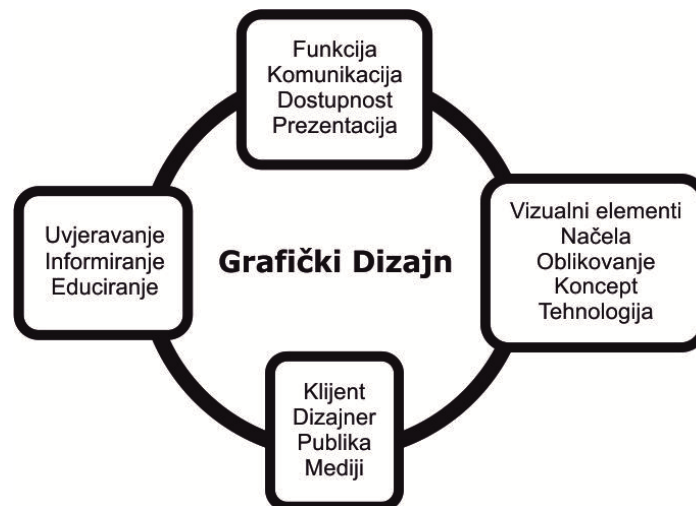 Funkcija
Komunikacija
Dostupnost
Prezentacija
Uvjeravanje
Informiranje
Educiranje
Grafički Dizajn
Vizualni elementi
Načela
Oblikovanje
Koncept
Tehnologija
Klijent
Dizajner
Publika
Mediji